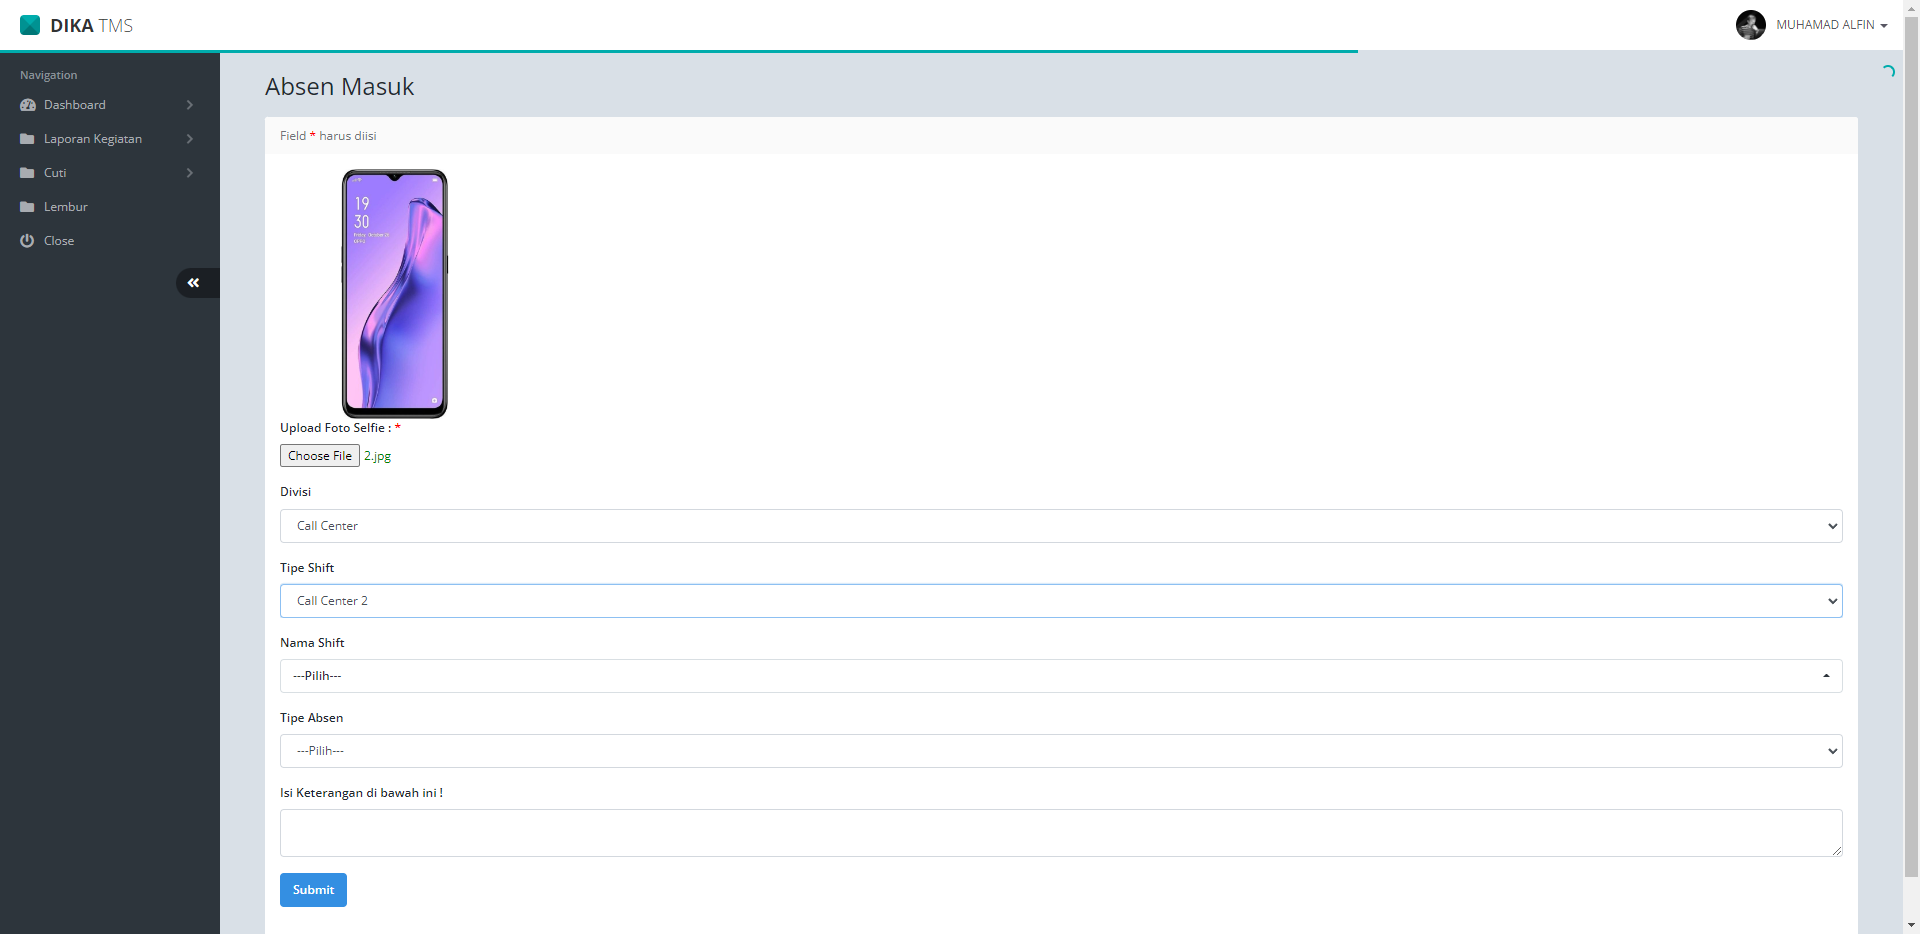 DIKA TMS
MUHAMAD ALFIN
Navigation
Dashboard
Laporan Kegiatan
Cuti
Lembur
Close
Absen Masuk
Field * harus diisi
19
30
Upload Foto Selfie : *
Choose File 2.jpg
Divisi
Call Center
Tipe Shift
Call Center 2
Nama Shift
---Pilih---
Tipe Absen
---Pilih---
Isi Keterangan di bawah ini !
Submit